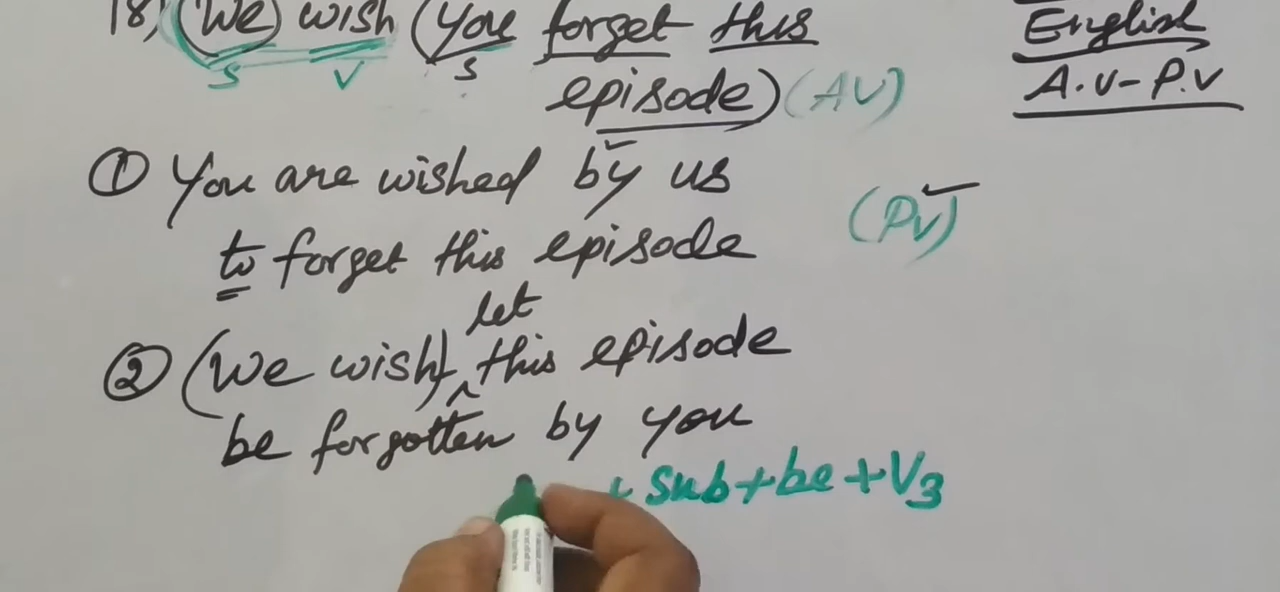 18) (We) wish (you forget this
S V S
episode) (AV)
English
A.V-P.V
① You are wished by us
to forget this episode
(PV)
let
② (We wish) ^ this episode
be forgotten by you
+ Sub+be+V3